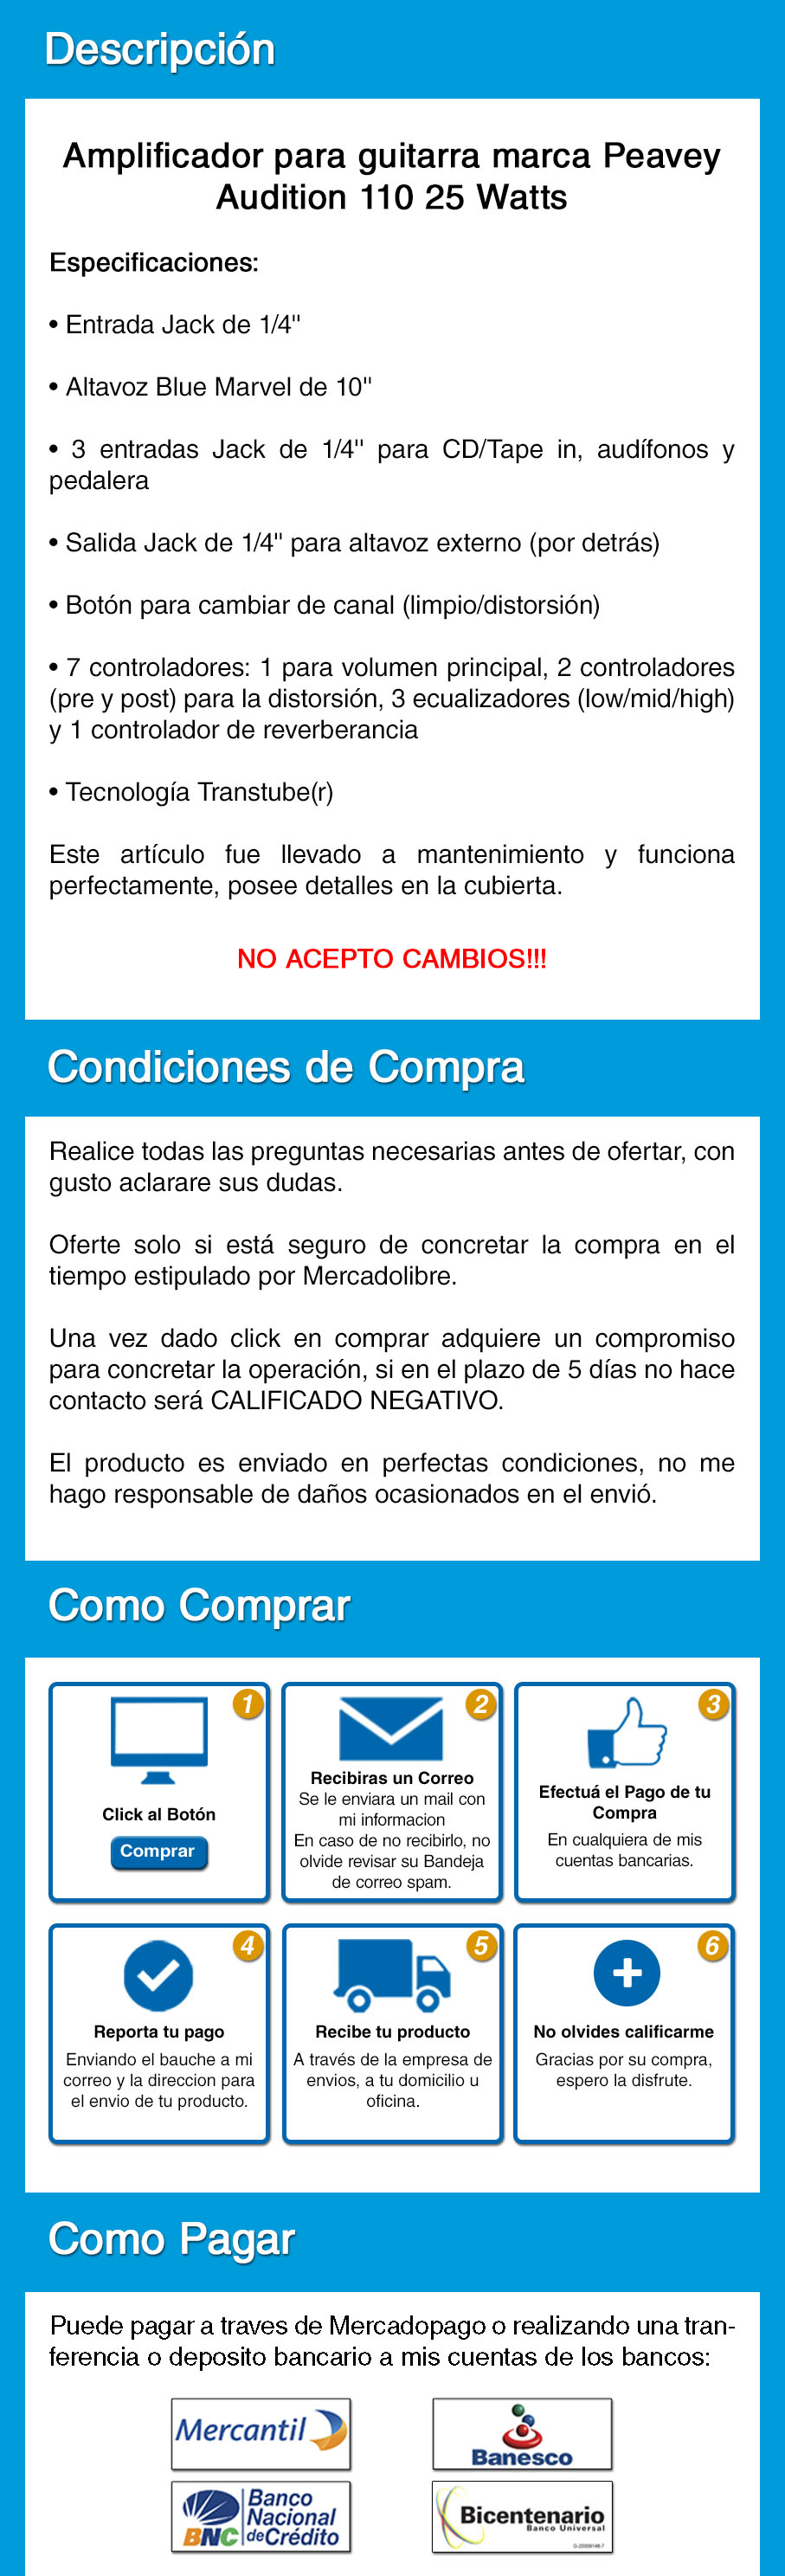 Descripción
Amplificador para guitarra marca Peavey
Audition 110 25 Watts
Especificaciones:
• Entrada Jack de 1/4"
• Altavoz Blue Marvel de 10"
• 3 entradas Jack de 1/4" para CD/Tape in, audífonos y
pedalera
• Salida Jack de 1/4" para altavoz externo (por detrás)
• Botón para cambiar de canal (limpio/distorsión)
• 7 controladores: 1 para volumen principal, 2 controladores
(pre y post) para la distorsión, 3 ecualizadores (low/mid/high)
y 1 controlador de reverberancia
• Tecnología Transtube(r)
Este artículo fue llevado a mantenimiento y funciona
perfectamente, posee detalles en la cubierta.
NO ACEPTO CAMBIOS!!!
Condiciones de Compra
Realice todas las preguntas necesarias antes de ofertar, con
gusto aclarare sus dudas.
Oferte solo si está seguro de concretar la compra en el
tiempo estipulado por Mercadolibre.
Una vez dado click en comprar adquiere un compromiso
para concretar la operación, si en el plazo de 5 días no hace
contacto será CALIFICADO NEGATIVO.
El producto es enviado en perfectas condiciones, no me
hago responsable de daños ocasionados en el envió.
Como Comprar
1
Click al Botón
Comprar
2
Recibiras un Correo
Se le enviara un mail con
mi informacion
En caso de no recibirlo, no
olvide revisar su Bandeja
de correo spam.
3
Efectuá el Pago de tu
Compra
En cualquiera de mis
cuentas bancarias.
4
Reporta tu pago
Enviando el bauche a mi
correo y la direccion para
el envio de tu producto.
5
Recibe tu producto
A través de la empresa de
envios, a tu domicilio u
oficina.
6
No olvides calificarme
Gracias por su compra,
espero la disfrute.
Como Pagar
Puede pagar a traves de Mercadopago o realizando una tran-
ferencia o deposito bancario a mis cuentas de los bancos:
Mercantil
Banesco
BNC
Banco
Nacional
de Crédito
Bicentenario
Banco Universal